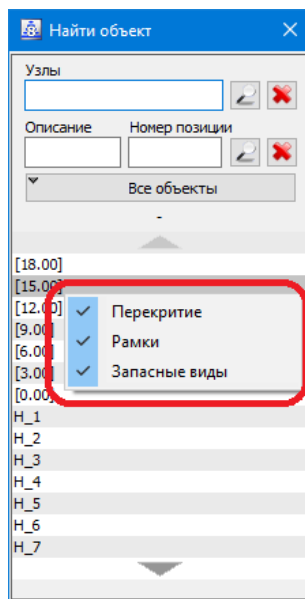 Найти объект
Узлы
Описание Номер позиции
Все объекты
-
[18.00]
[15.00]
[12.00]
[9.00]
[6.00]
[3.00]
[0.00]
Перекритие
Рамки
Запасные виды
H_1
H_2
H_3
H_4
H_5
H_6
H_7